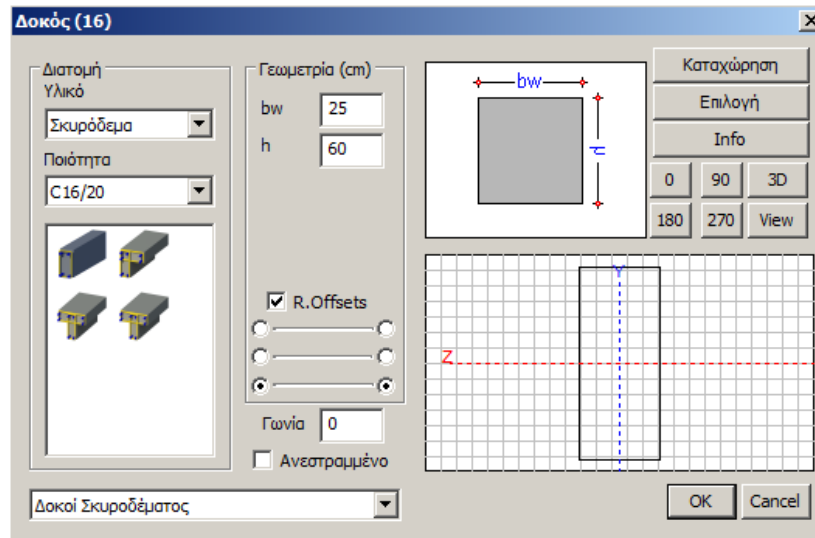 Δοκός (16)
Διατομή
Υλικό
Σκυρόδεμα
Ποιότητα
C16/20
Γεωμετρία (cm)
bw 25
h 60
R.Offsets
Γωνία 0
Ανεστραμμένο
Δοκοί Σκυροδέματος
bw
h
Καταχώρηση
Επιλογή
Info
0 90 3D
180 270 View
Y
Z
OK Cancel